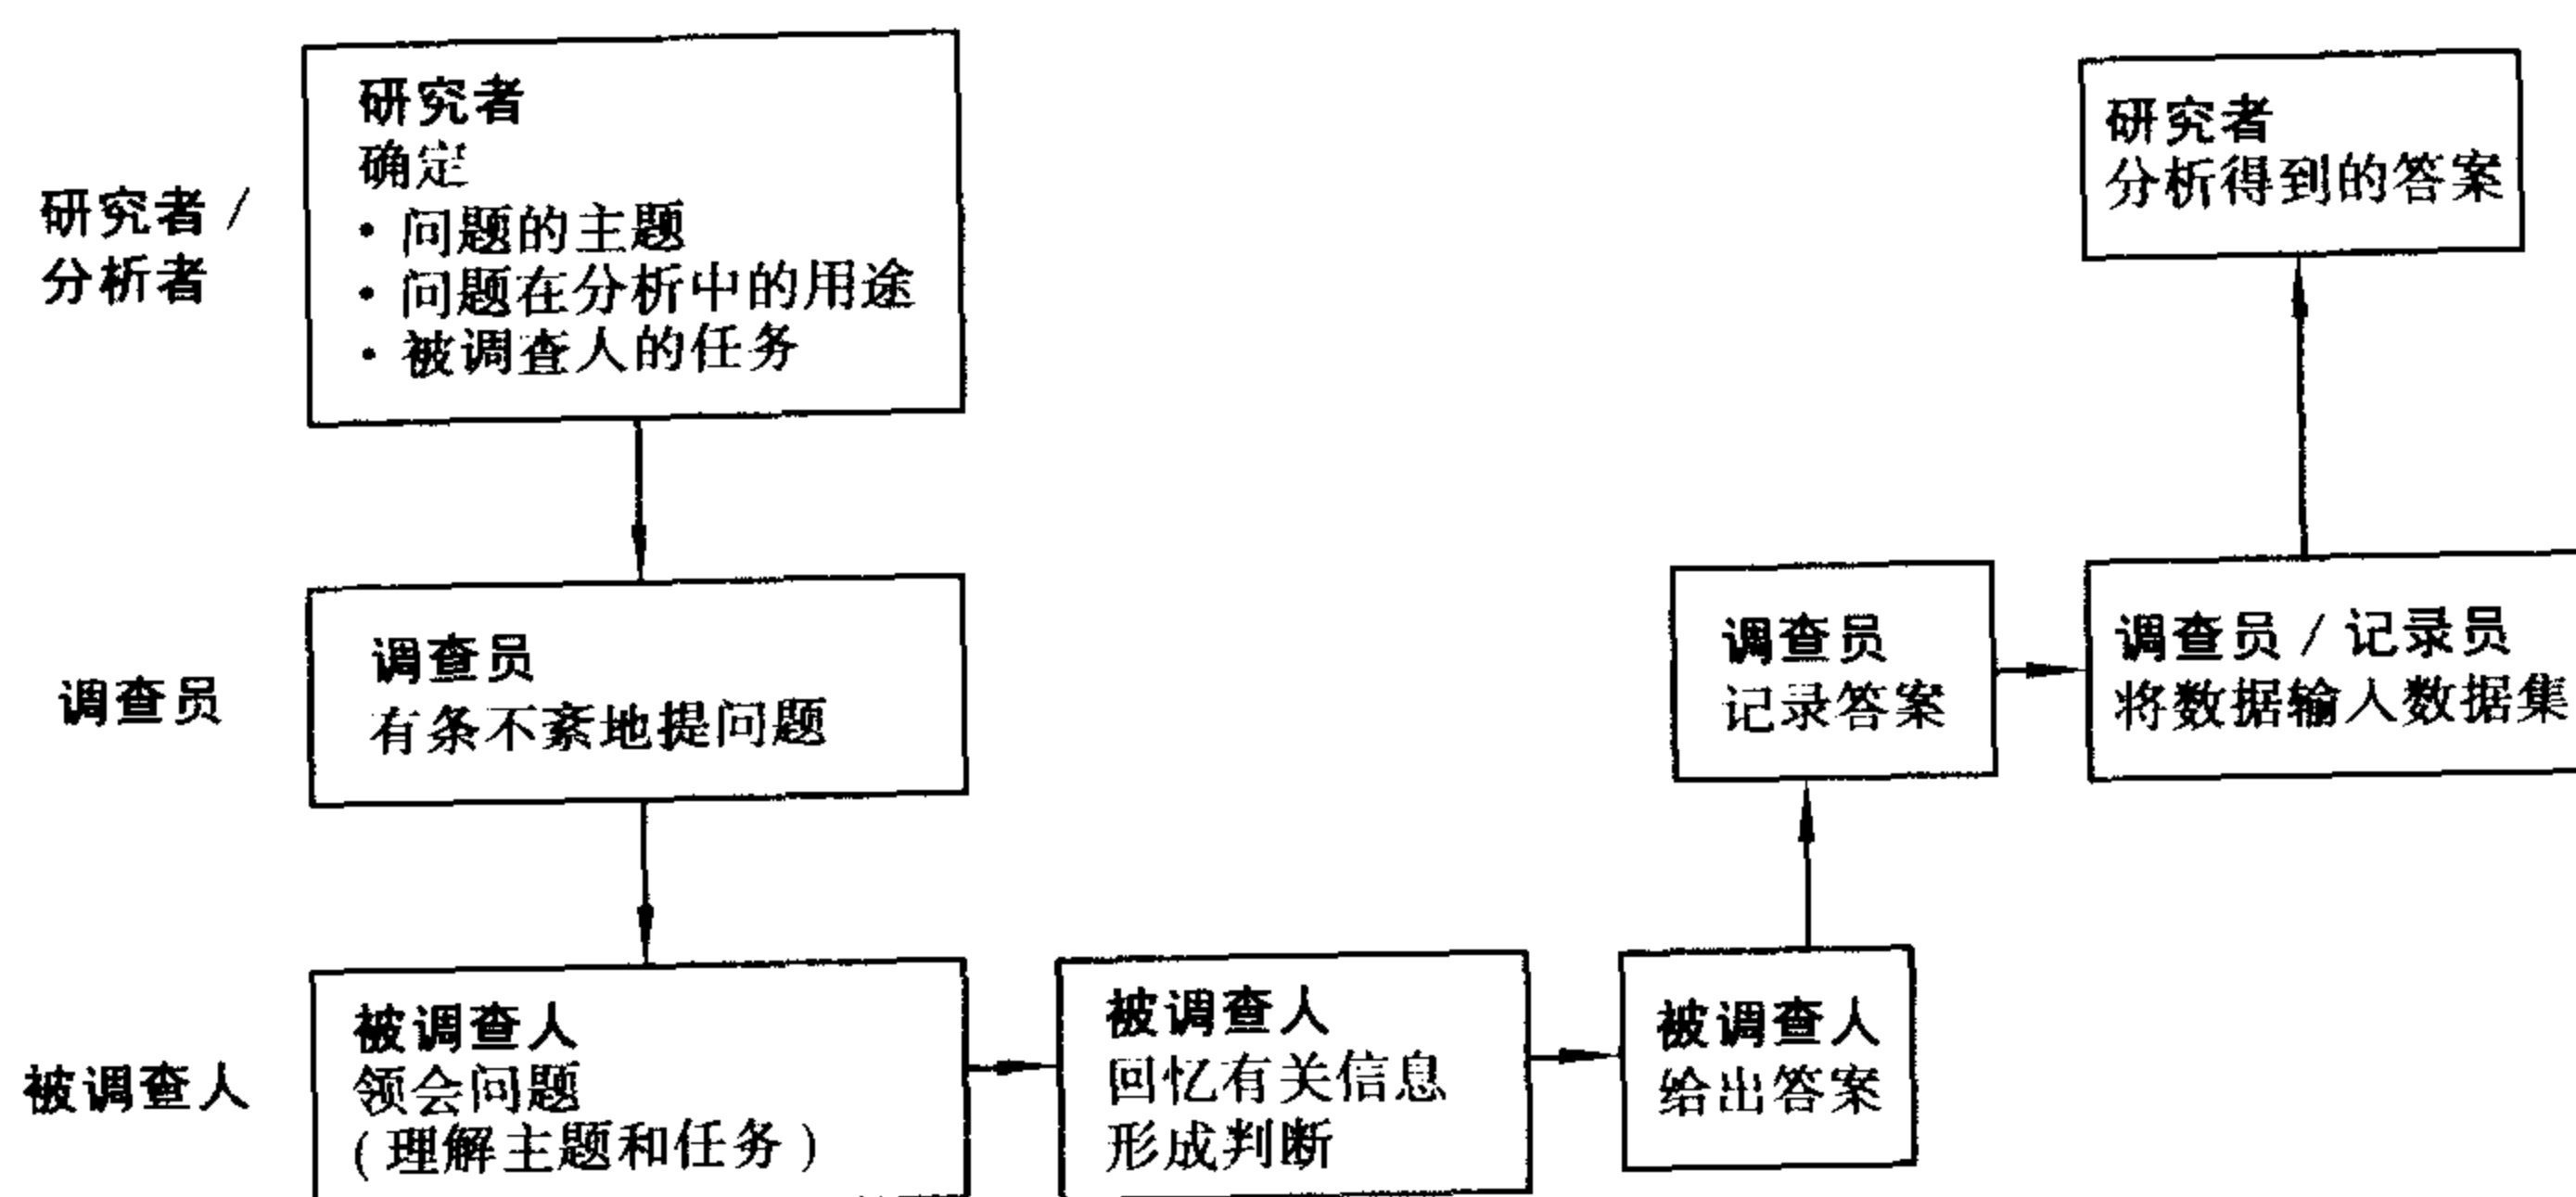 研究者 /
分析者
研究者
确定
· 问题的主题
· 问题在分析中的用途
· 被调查人的任务
研究者
分析得到的答案
调查员
调查员
有条不紊地提问题
调查员
记录答案
调查员 / 记录员
将数据输人数据集
被调查人
被调查人
领会问题
(理解主题和任务)
被调查人
回忆有关信息
形成判断
被调查人
给出答案